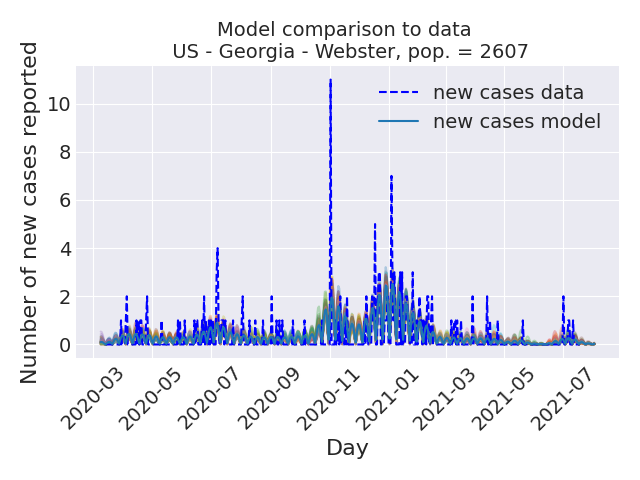 Model comparison to data
US - Georgia - Webster, pop. = 2607
Number of new cases reported
10
8
6
4
2
0
new cases data
new cases model
2020-03
2020-05
2020-07
2020-09
2020-11
2021-01
2021-03
2021-05
2021-07
Day